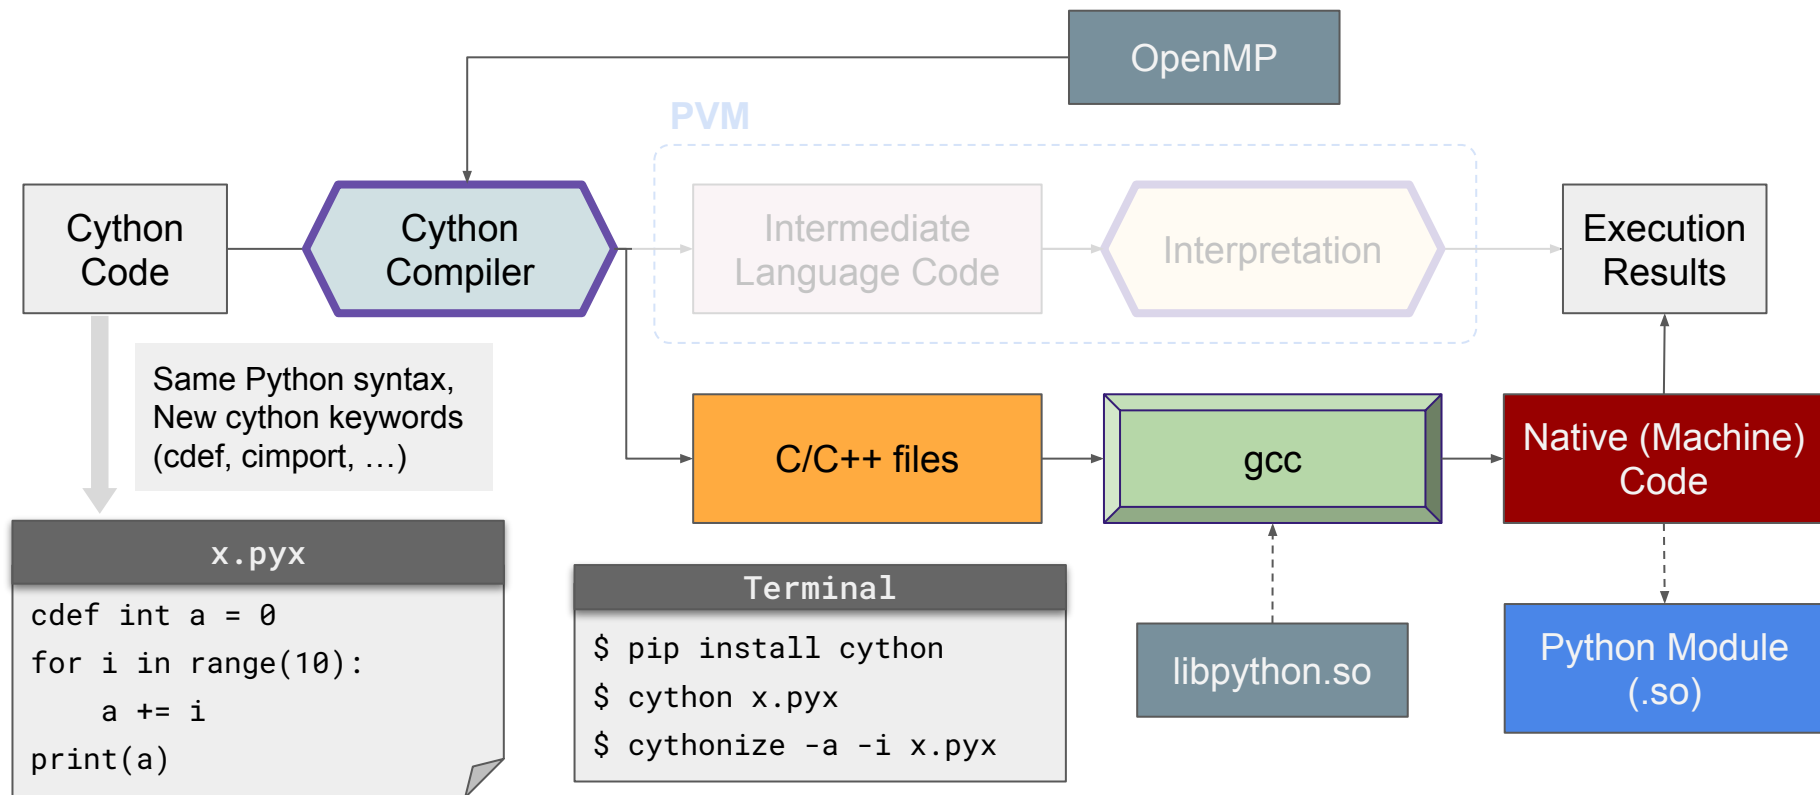 OpenMP
PVM
Cython
Code
Cython
Compiler
Intermediate
Language Code
Interpretation
Execution
Results
Same Python syntax,
New cython keywords
(cdef, cimport, …)
C/C++ files
gcc
Native (Machine)
Code
x.pyx
cdef int a = 0
for i in range(10):
    a += i
print(a)
Terminal
$ pip install cython
$ cython x.pyx
$ cythonize -a -i x.pyx
libpython.so
Python Module
(.so)